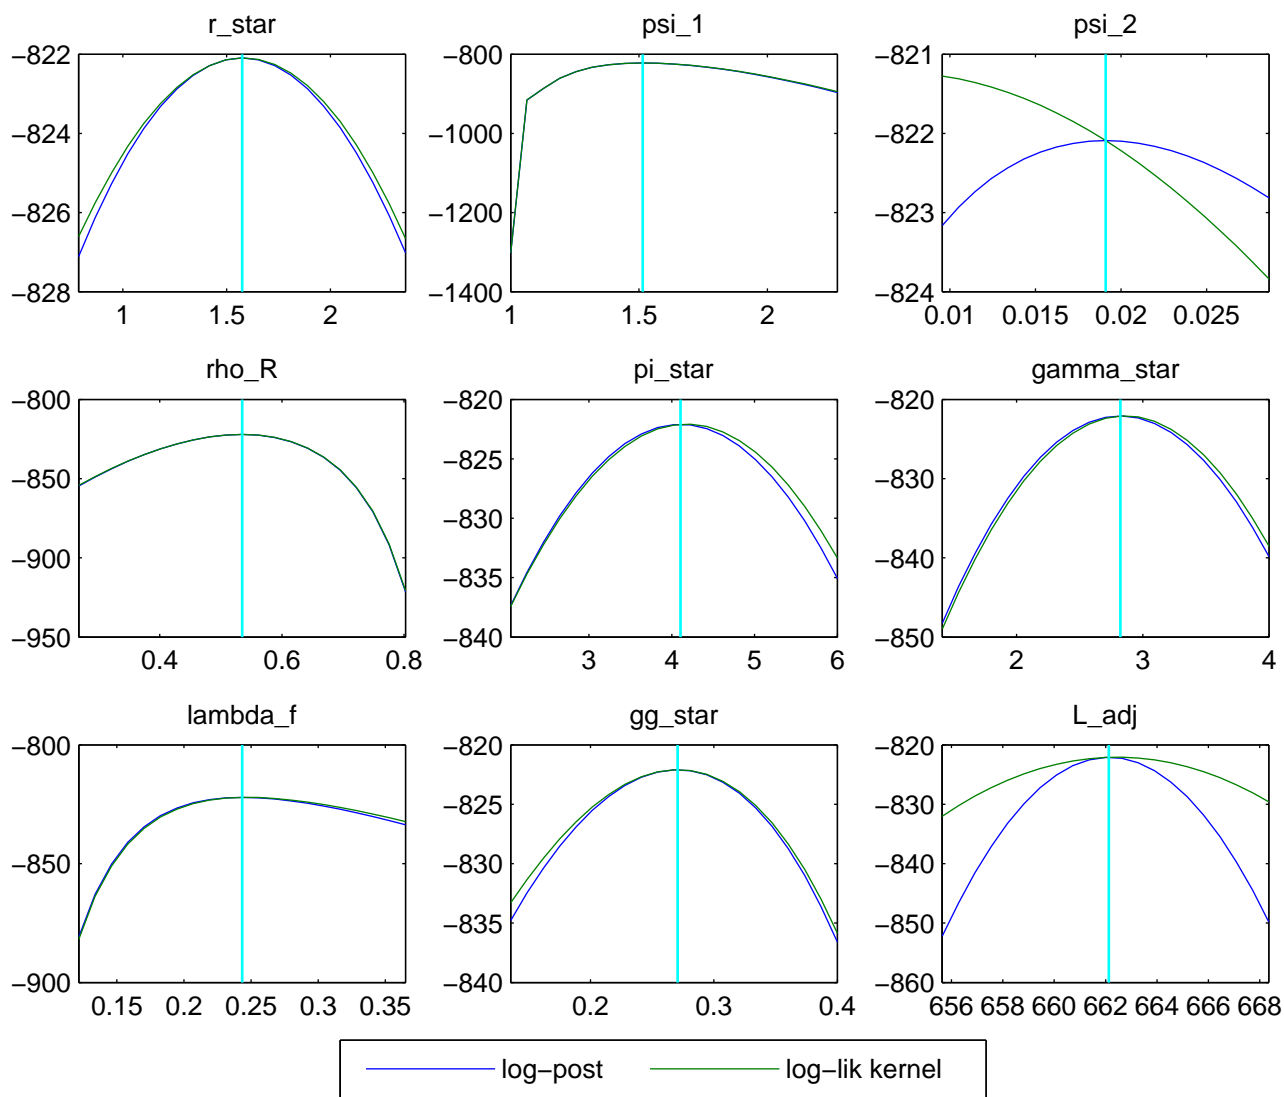 r_star psi_1 psi_2
−822 −800 −821
−824 −1000 −822
−826 −1200 −823
−828 −1400 −824
1 1.5 2 1 1.5 2 0.01 0.015 0.02 0.025
rho_R pi_star gamma_star
−800 −820 −820
−850 −825 −830
−900 −830 −840
−835
−950 −840 −850
0.4 0.6 0.8 3 4 5 6 2 3 4
lambda_f gg_star L_adj
−800 −820 −820
−825 −830
−850 −830 −840
−835 −850
−900 −840 −860
0.15 0.2 0.25 0.3 0.35 0.2 0.3 0.4 656 658 660 662 664 666 668
log−post log−lik kernel